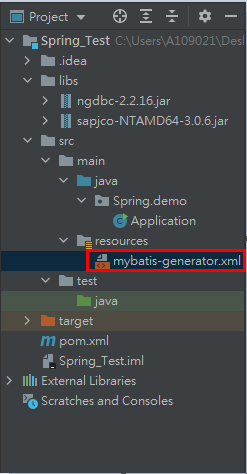 Project
Spring_Test C:\Users\A109021\Des
.idea
libs
ngdbc-2.2.16.jar
sapjco-NTAMD64-3.0.6.jar
src
main
java
Spring.demo
Application
resources
mybatis-generator.xml
test
java
target
pom.xml
Spring_Test.iml
External Libraries
Scratches and Consoles